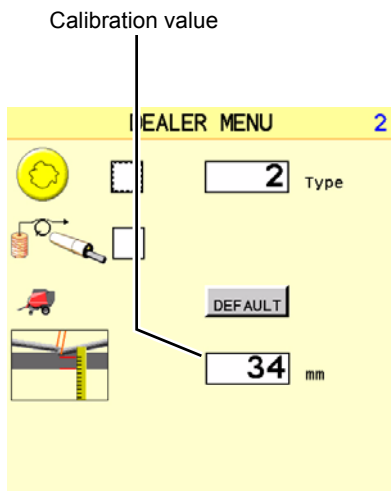 Calibration value
DEALER MENU 2
2 Type
DEFAULT
34 mm